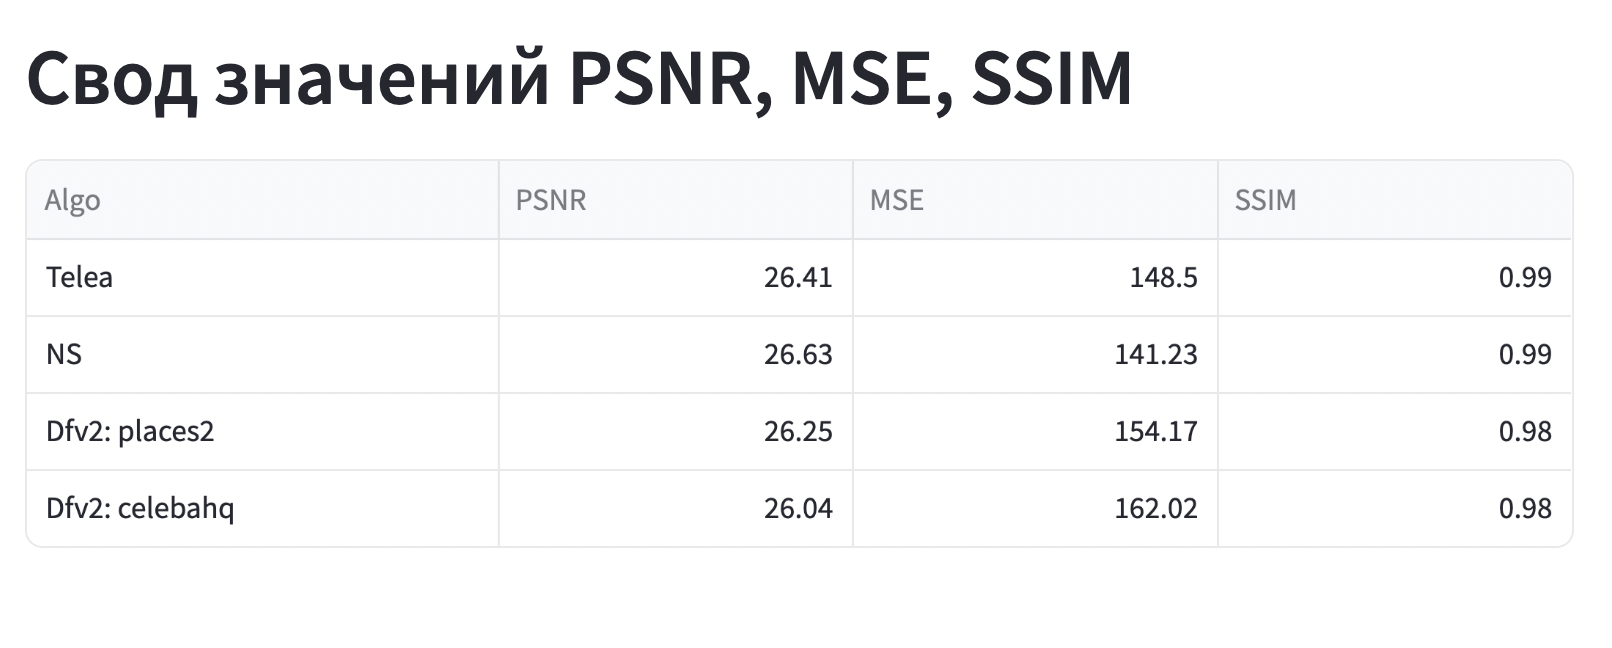 Свод значений PSNR, MSE, SSIM
Algo PSNR MSE SSIM
Telea 26.41 148.5 0.99
NS 26.63 141.23 0.99
Dfv2: places2 26.25 154.17 0.98
Dfv2: celebahq 26.04 162.02 0.98